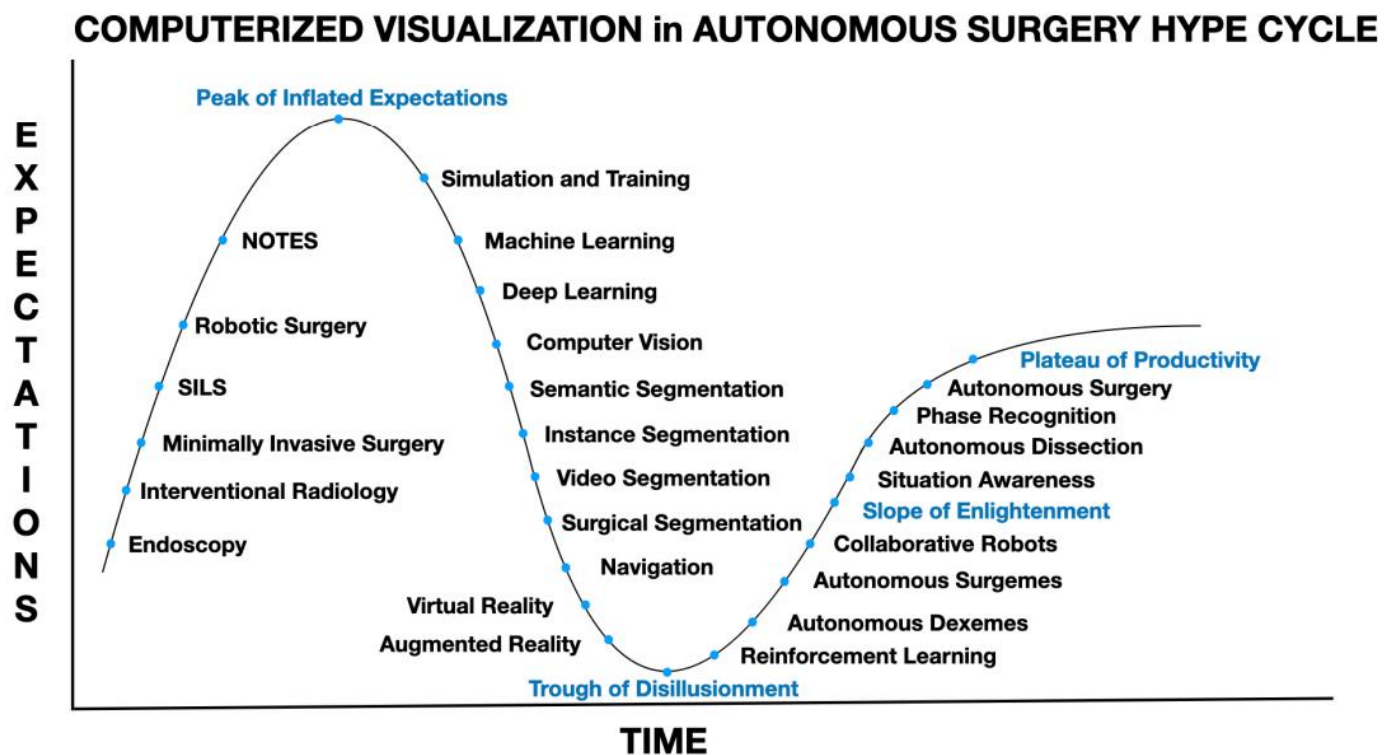 COMPUTERIZED VISUALIZATION in AUTONOMOUS SURGERY HYPE CYCLE
EXPECTATIONS
Peak of Inflated Expectations
NOTES
Robotic Surgery
SILS
Minimally Invasive Surgery
Interventional Radiology
Endoscopy
Simulation and Training
Machine Learning
Deep Learning
Computer Vision
Semantic Segmentation
Instance Segmentation
Video Segmentation
Surgical Segmentation
Navigation
Virtual Reality
Augmented Reality
Trough of Disillusionment
Plateau of Productivity
Autonomous Surgery
Phase Recognition
Autonomous Dissection
Situation Awareness
Slope of Enlightenment
Collaborative Robots
Autonomous Surgemes
Autonomous Dexemes
Reinforcement Learning
TIME